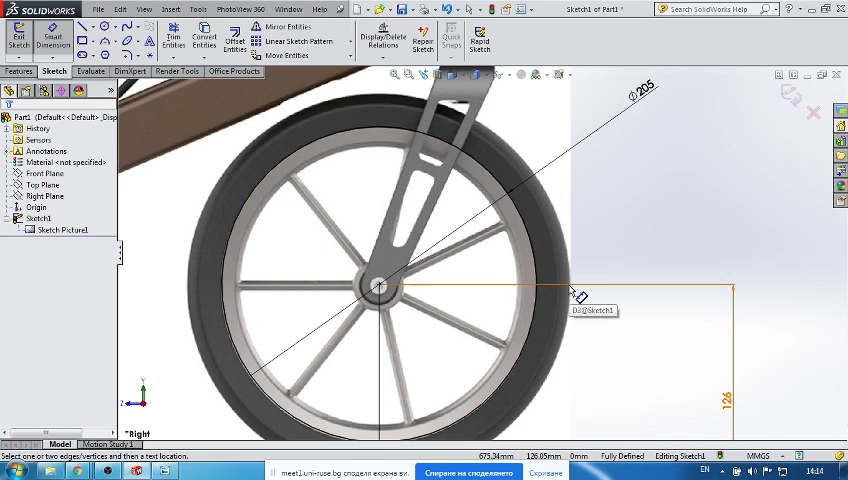 SOLIDWORKS
File Edit View Insert Tools PhotoView 360 Window Help
Sketch1 of Part1 *
Search SolidWorks Help
Exit Sketch
Smart Dimension
Trim Entities
Convert Entities
Offset Entities
Mirror Entities
Linear Sketch Pattern
Move Entities
Display/Delete Relations
Repair Sketch
Quick Snaps
Rapid Sketch
Features Sketch Evaluate DimXpert Render Tools Office Products
Part1 (Default<<Default>_Disp
History
Sensors
Annotations
Material <not specified>
Front Plane
Top Plane
Right Plane
Origin
Sketch1
Sketch Picture1
Ø205
D3@Sketch1
126
Y
Z
*Right
Model Motion Study 1
Select one or two edges/vertices and then a text location.
675.34mm 126.05mm 0mm Fully Defined Editing Sketch1 MMGS
meet1.uni-ruse.bg споделя екрана ви.
Спиране на споделянето
Скриване
EN
14:14